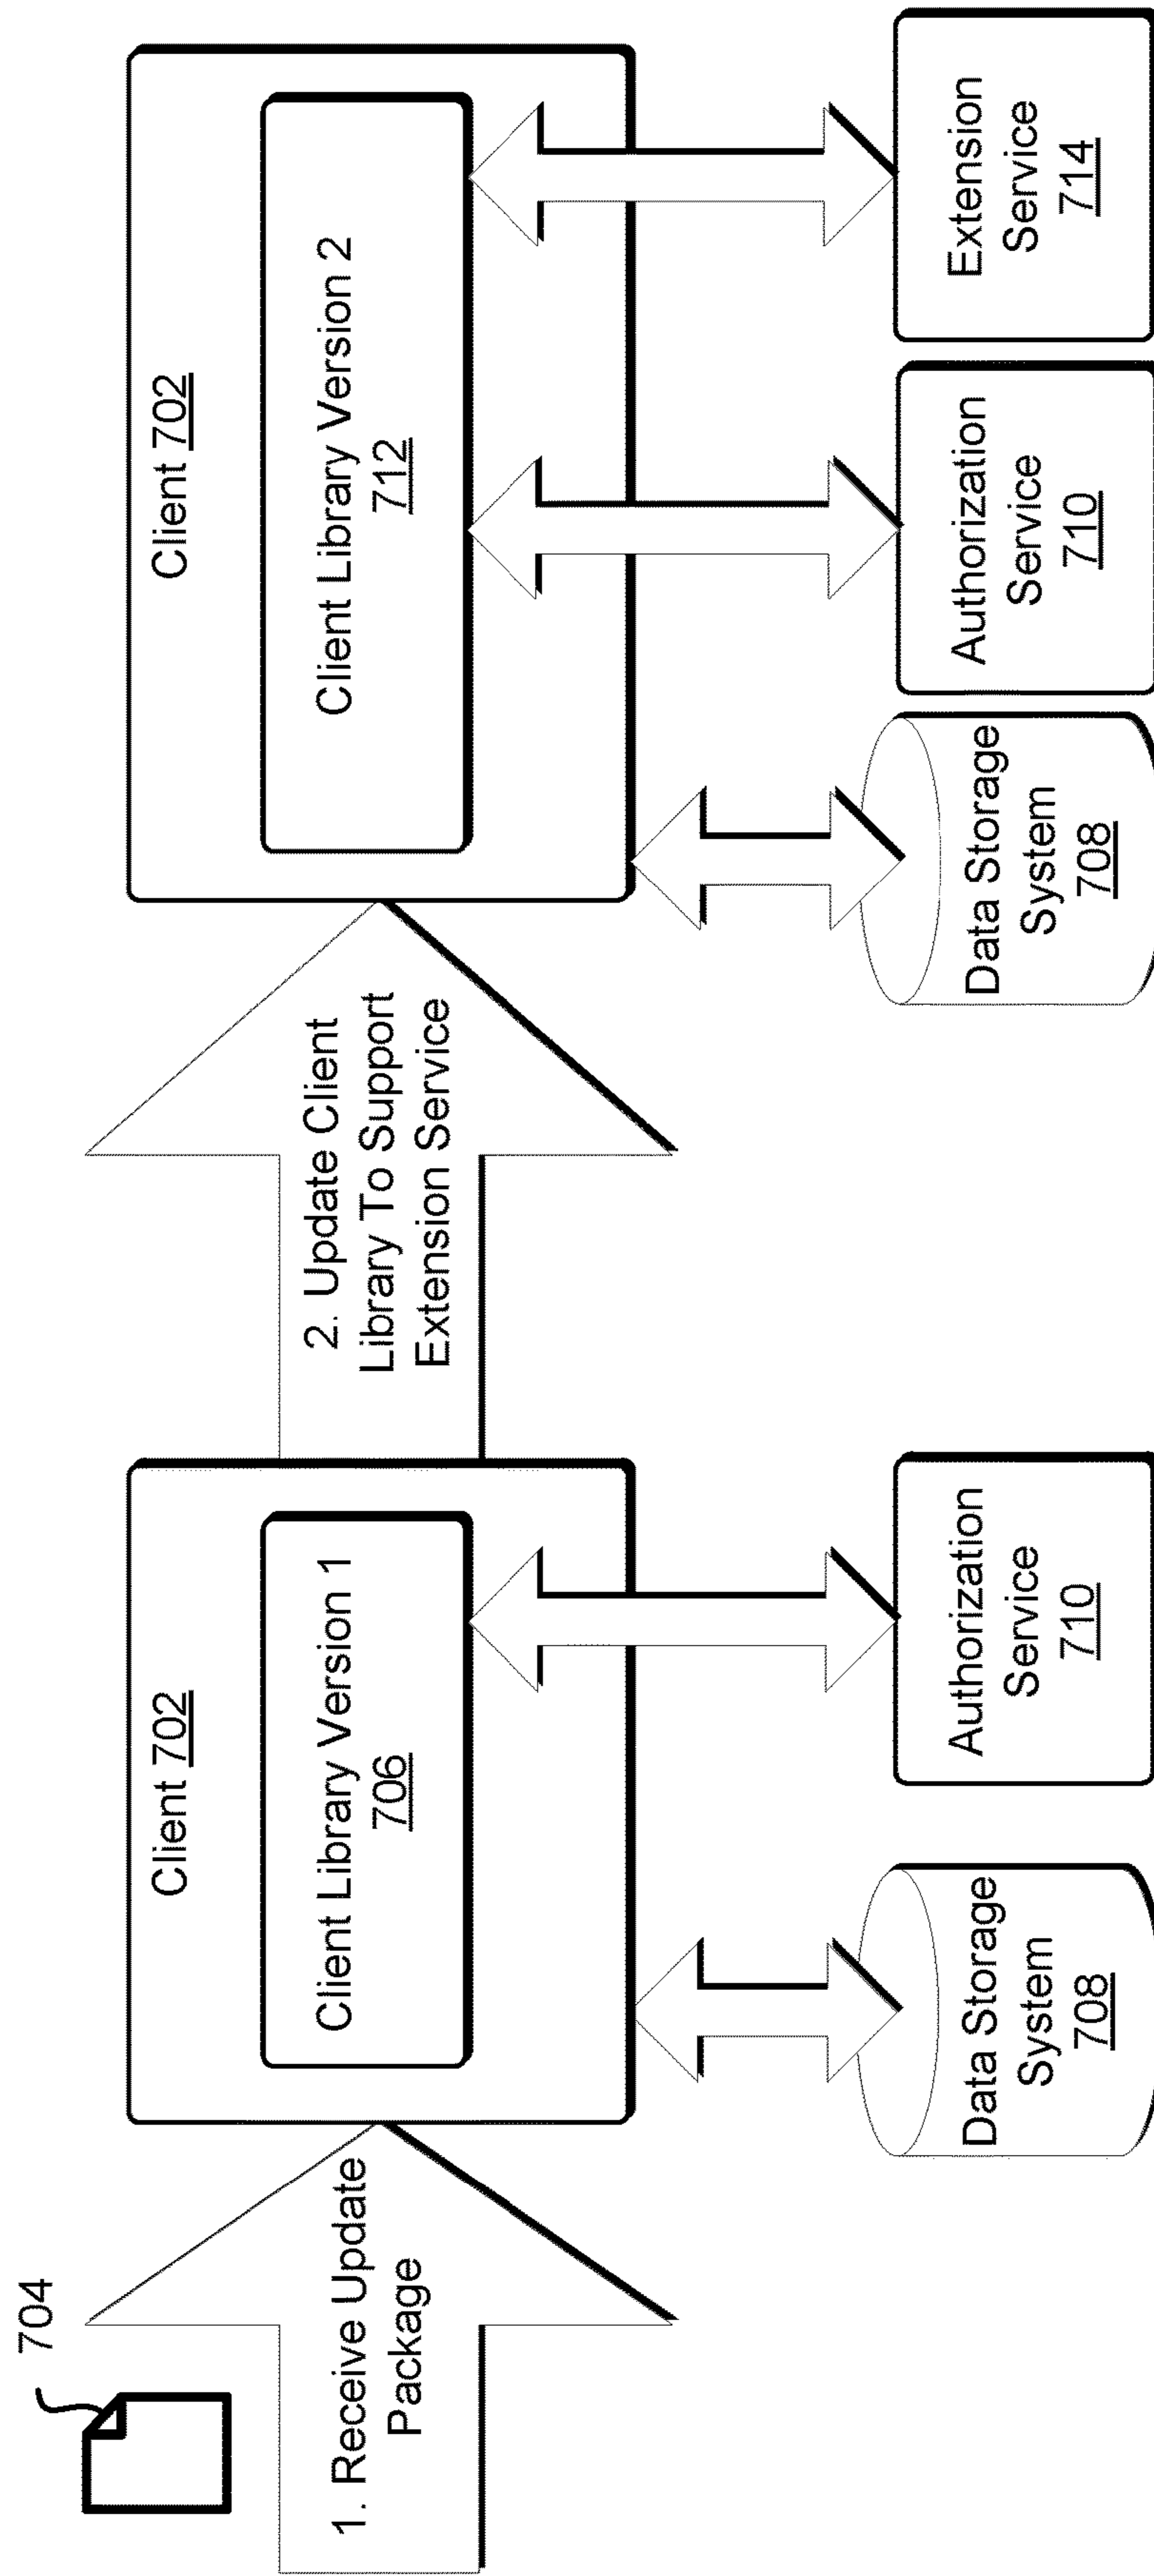 704
1. Receive Update
Package
Client 702
Client Library Version 1
706
Data Storage
System
708
Authorization
Service
710
2. Update Client
Library To Support
Extension Service
Client 702
Client Library Version 2
712
Data Storage
System
708
Authorization
Service
710
Extension
Service
714